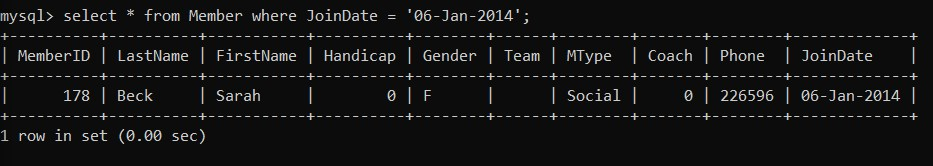 mysql> select * from Member where JoinDate = '06-Jan-2014';
+----------+----------+-----------+----------+--------+------+--------+-------+--------+-------------+
| MemberID | LastName | FirstName | Handicap | Gender | Team | MType  | Coach | Phone  | JoinDate    |
+----------+----------+-----------+----------+--------+------+--------+-------+--------+-------------+
|      178 | Beck     | Sarah     |        0 | F      |      | Social |     0 | 226596 | 06-Jan-2014 |
+----------+----------+-----------+----------+--------+------+--------+-------+--------+-------------+
1 row in set (0.00 sec)